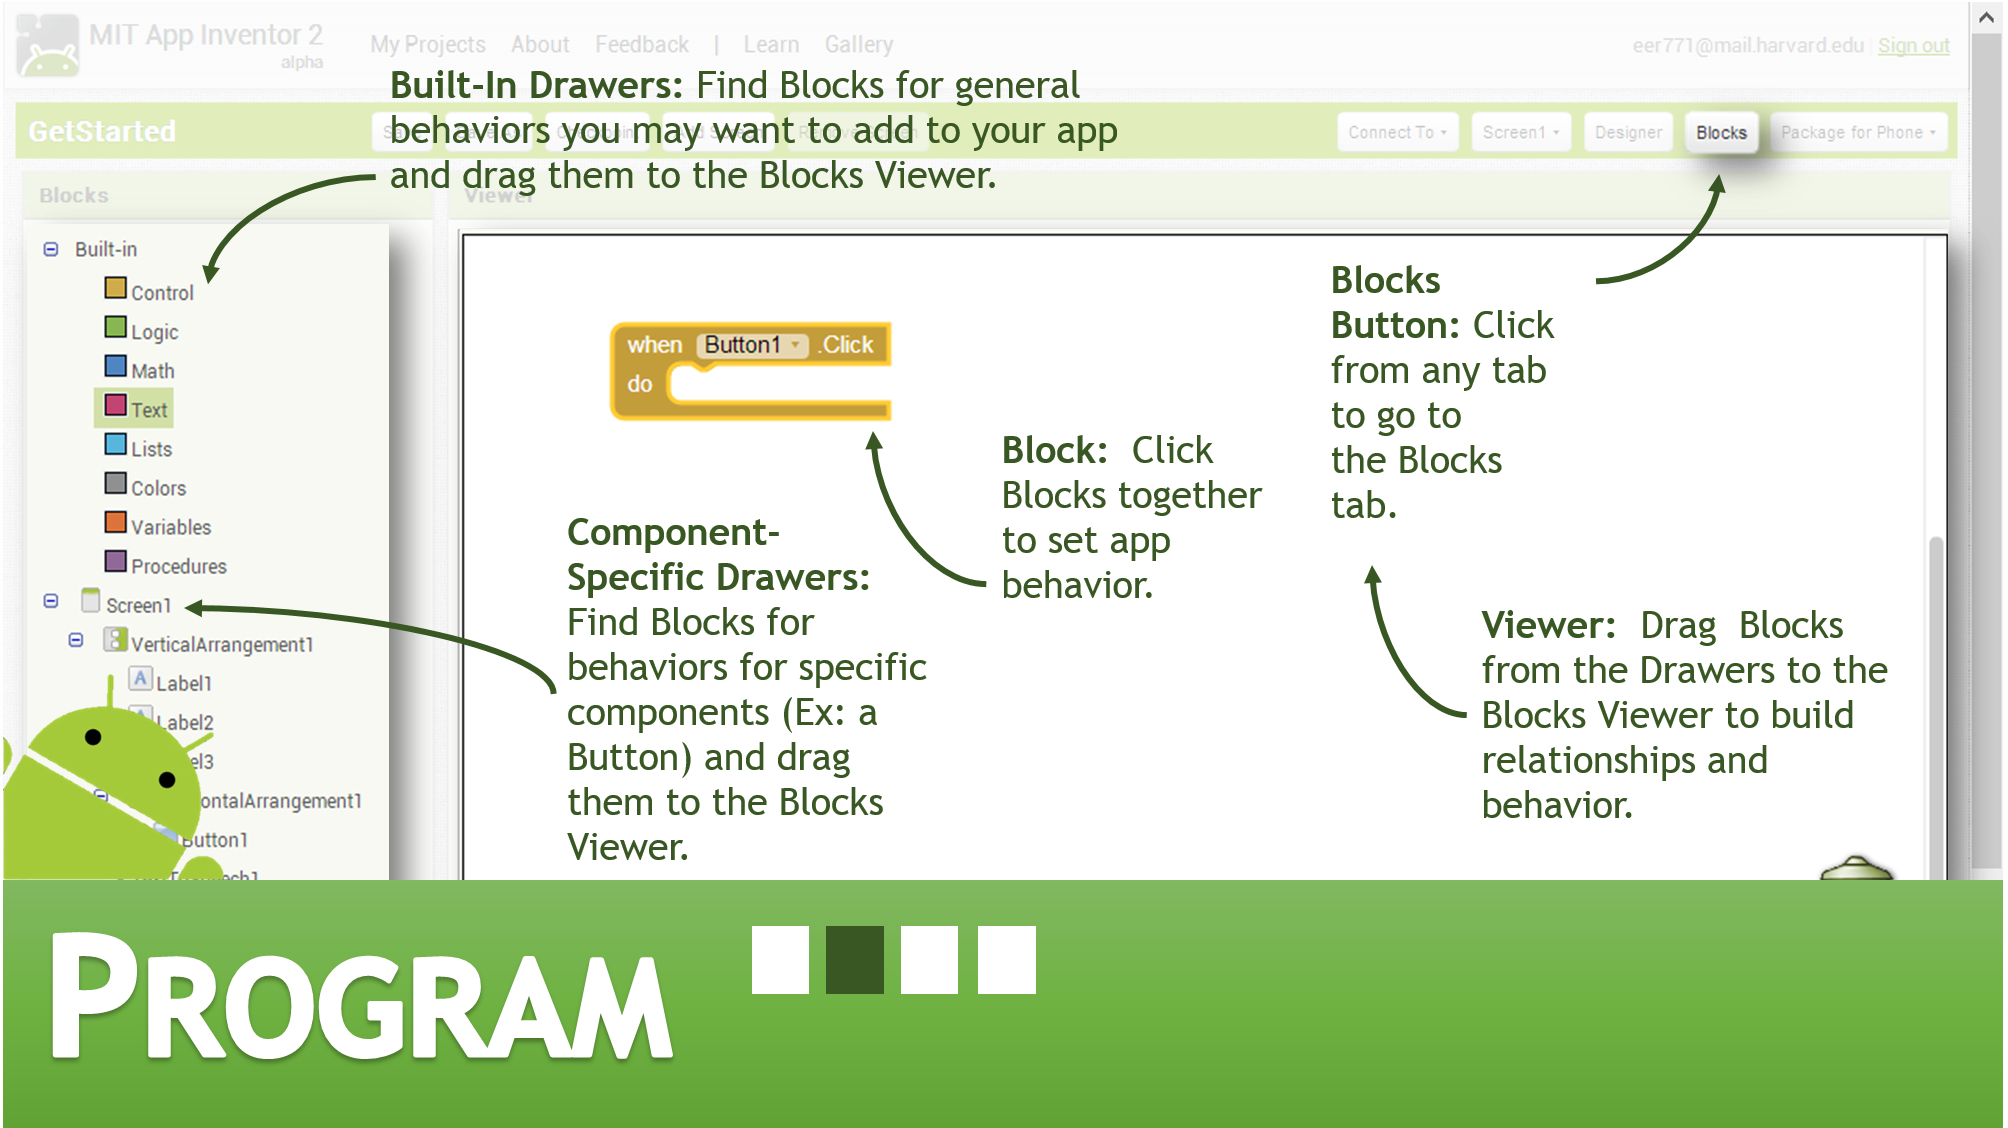 MIT App Inventor 2
alpha
My Projects About Feedback | Learn Gallery
eer771@mail.harvard.edu Sign out
Built-In Drawers: Find Blocks for general
behaviors you may want to add to your app
and drag them to the Blocks Viewer.
GetStarted
Connect To Screen1 Designer Blocks Package for Phone
Blocks
Viewer
Built-in
Control
Logic
Math
Text
Lists
Colors
Variables
Procedures
Screen1
VerticalArrangement1
Label1
Label2
Button1
when Button1 .Click
do
Component-
Specific Drawers:
Find Blocks for
behaviors for specific
components (Ex: a
Button) and drag
them to the Blocks
Viewer.
Block: Click
Blocks together
to set app
behavior.
Blocks
Button: Click
from any tab
to go to
the Blocks
tab.
Viewer: Drag Blocks
from the Drawers to the
Blocks Viewer to build
relationships and
behavior.
PROGRAM